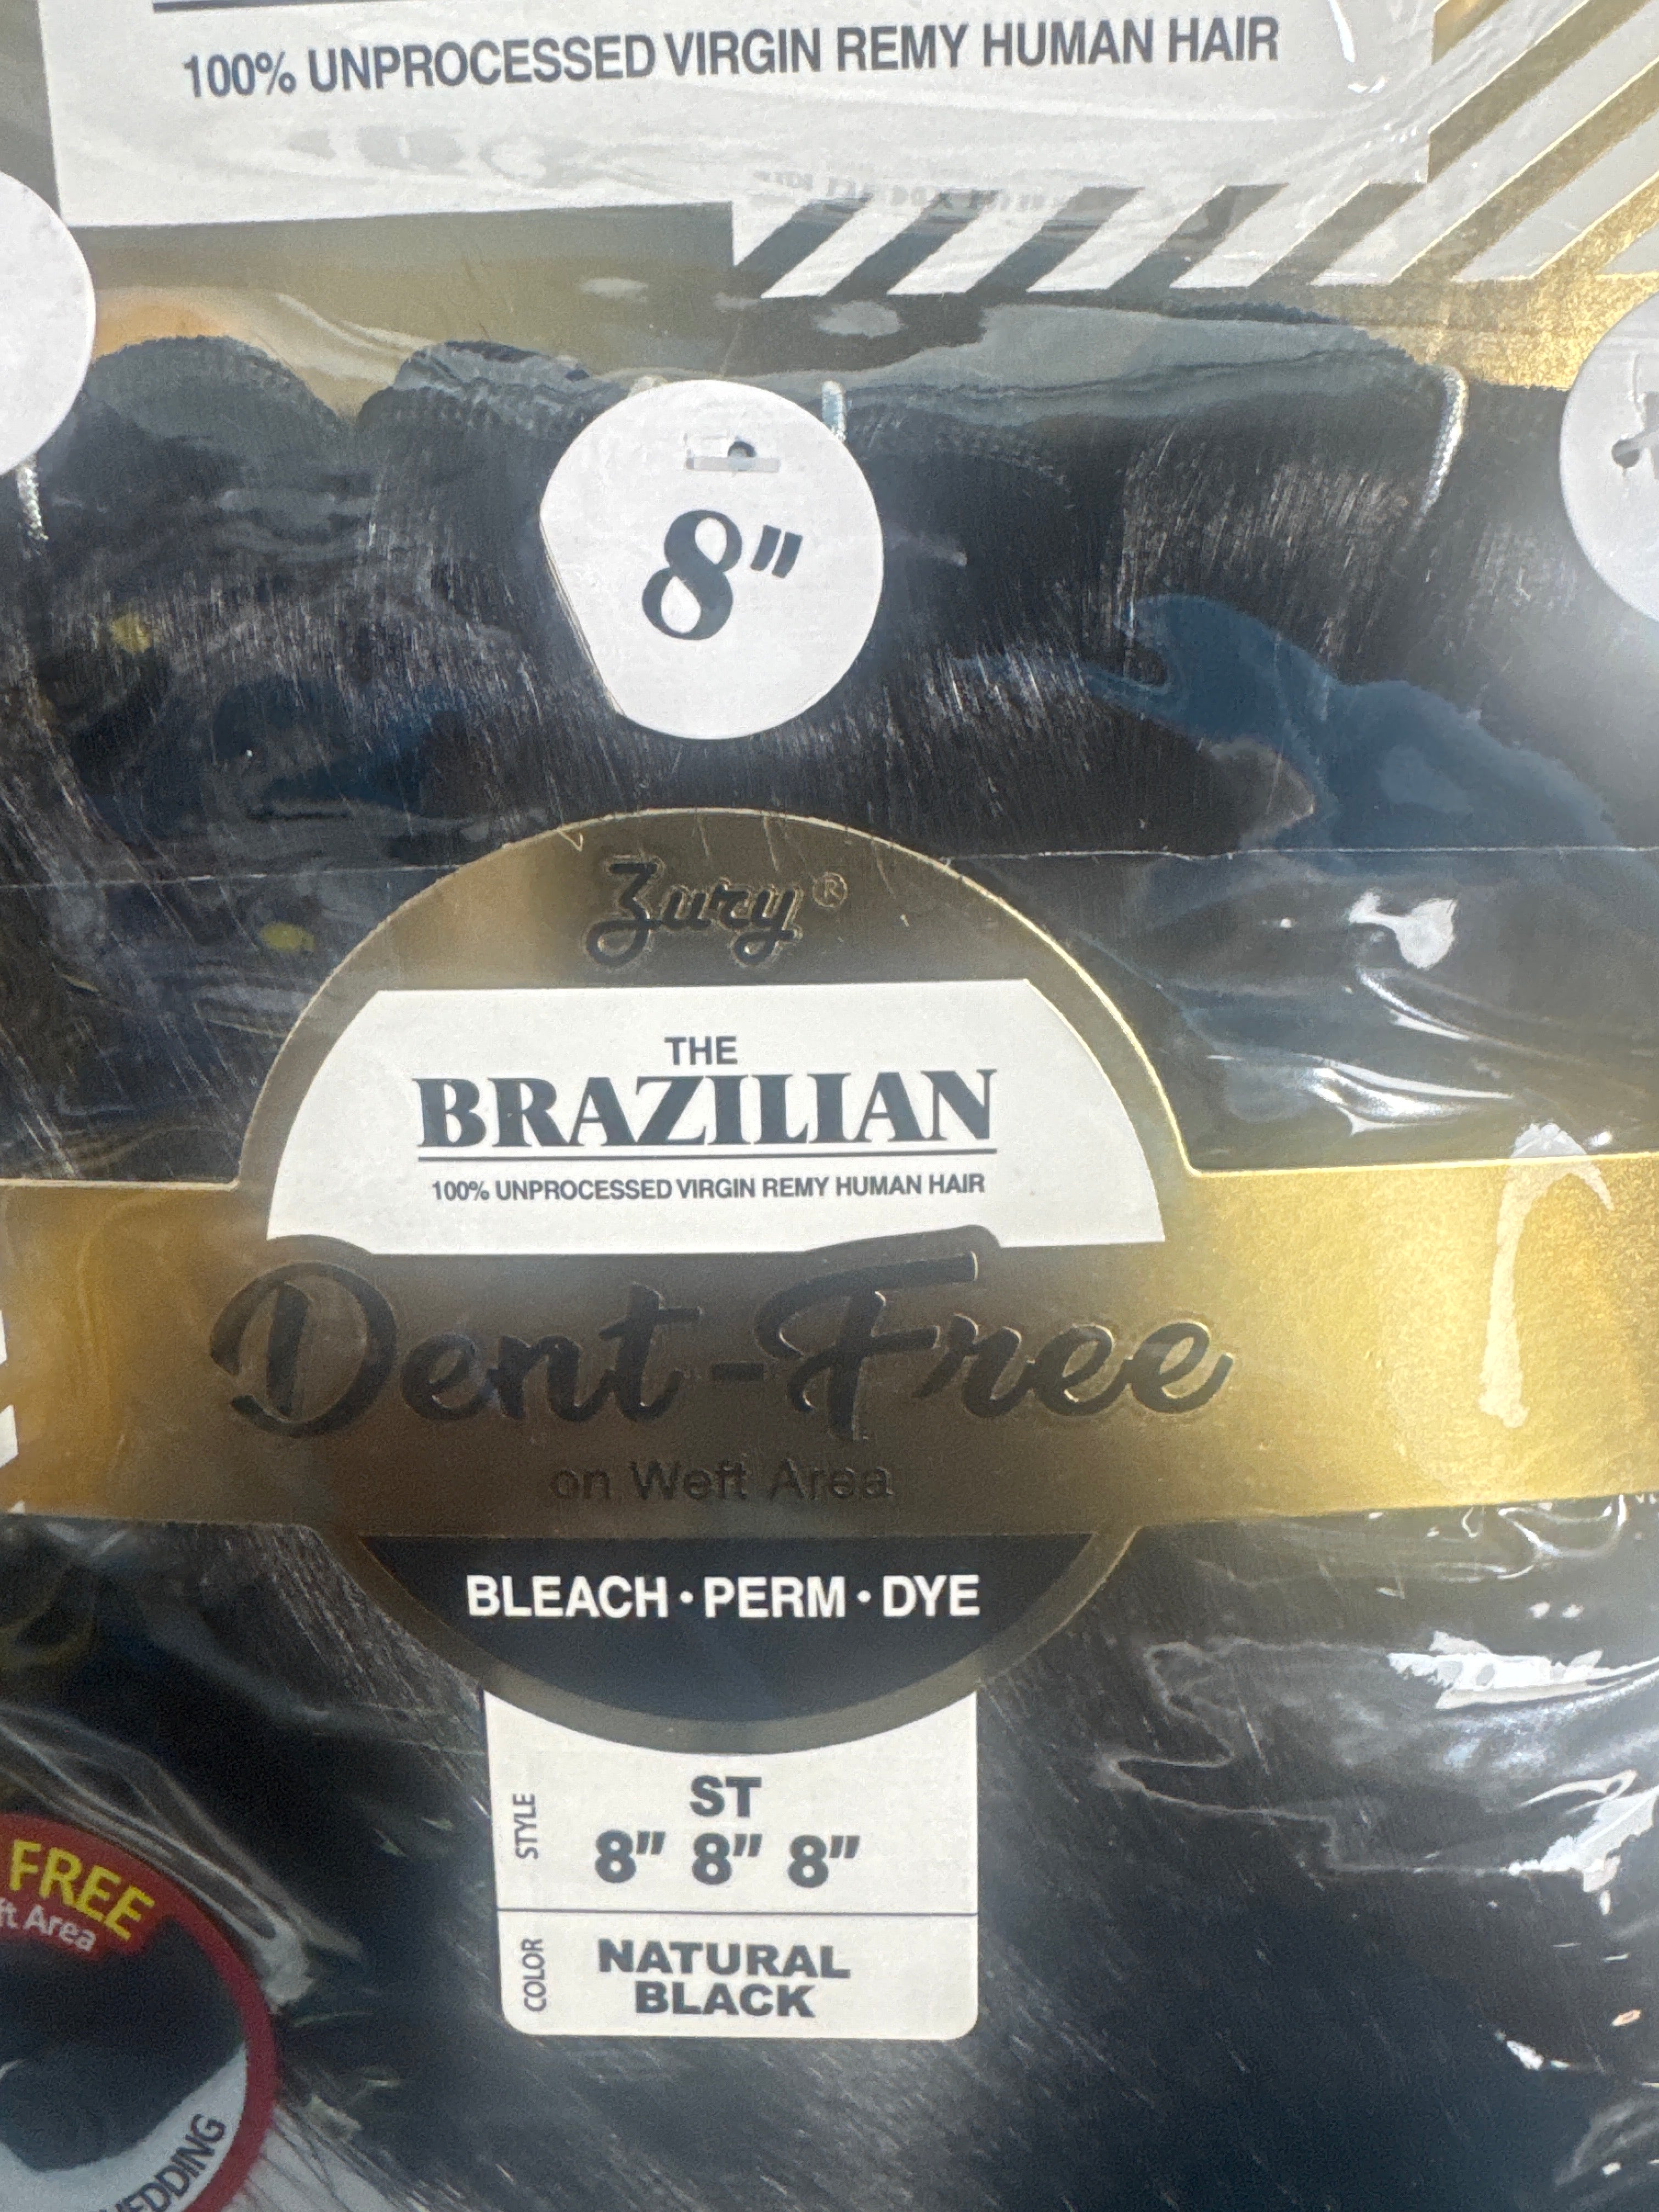 100% UNPROCESSED VIRGIN REMY HUMAN HAIR
8"
Zury®
THE
BRAZILIAN
100% UNPROCESSED VIRGIN REMY HUMAN HAIR
Dent-Free
on Weft Area
BLEACH • PERM • DYE
STYLE
ST
8" 8" 8"
COLOR
NATURAL
BLACK
FREE
Area